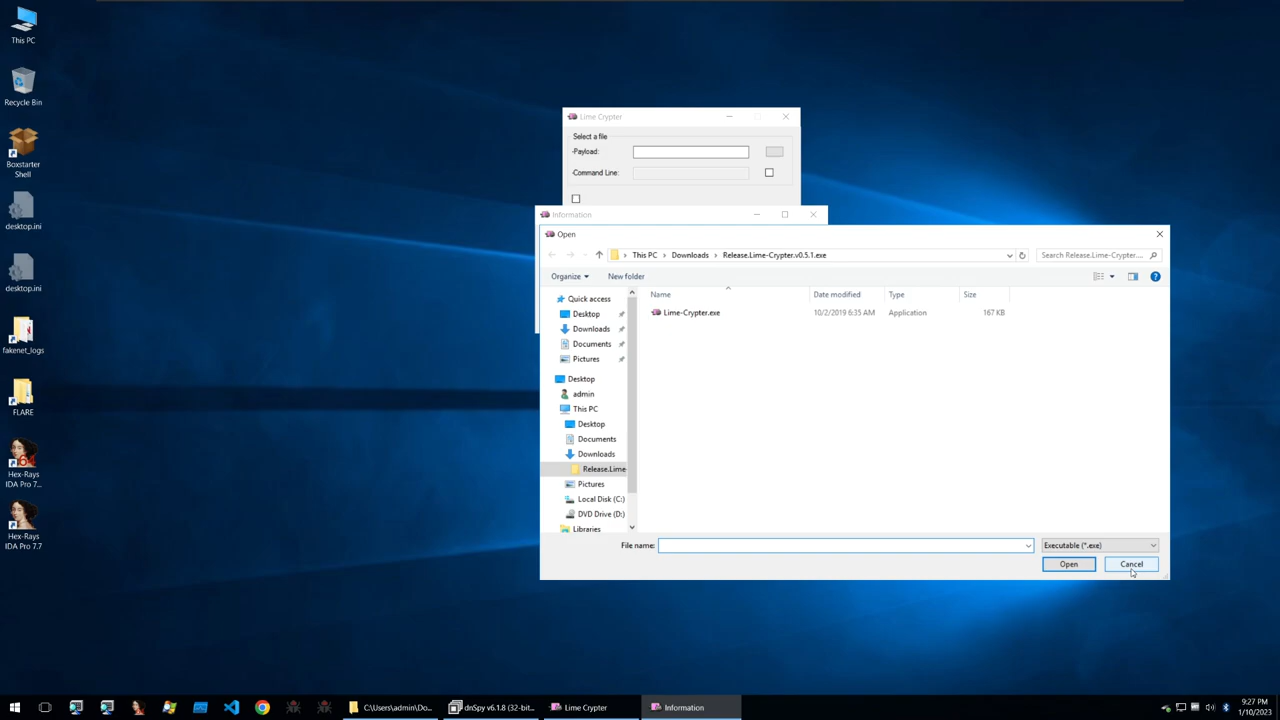 This PC
Recycle Bin
Boxstarter
Shell
desktop.ini
desktop.ini
fakenet_logs
FLARE
Hex-Rays
IDA Pro 7...
Hex-Rays
IDA Pro 7.7
Lime Crypter
Select a file
-Payload:
-Command Line:
Information
Open
This PC
Downloads
Release.Lime-Crypter.v0.5.1.exe
Search Release.Lime-Crypter....
Organize
New folder
Name
Date modified
Type
Size
Lime-Crypter.exe
10/2/2019 6:35 AM
Application
167 KB
Quick access
Desktop
Downloads
Documents
Pictures
Desktop
admin
This PC
Desktop
Documents
Downloads
Release.Lime
Pictures
Local Disk (C:)
DVD Drive (D:)
Libraries
File name:
Executable (*.exe)
Open
Cancel
C:\Users\admin\Do...
dnSpy v6.1.8 (32-bit...
Lime Crypter
Information
9:27 PM
1/10/2023